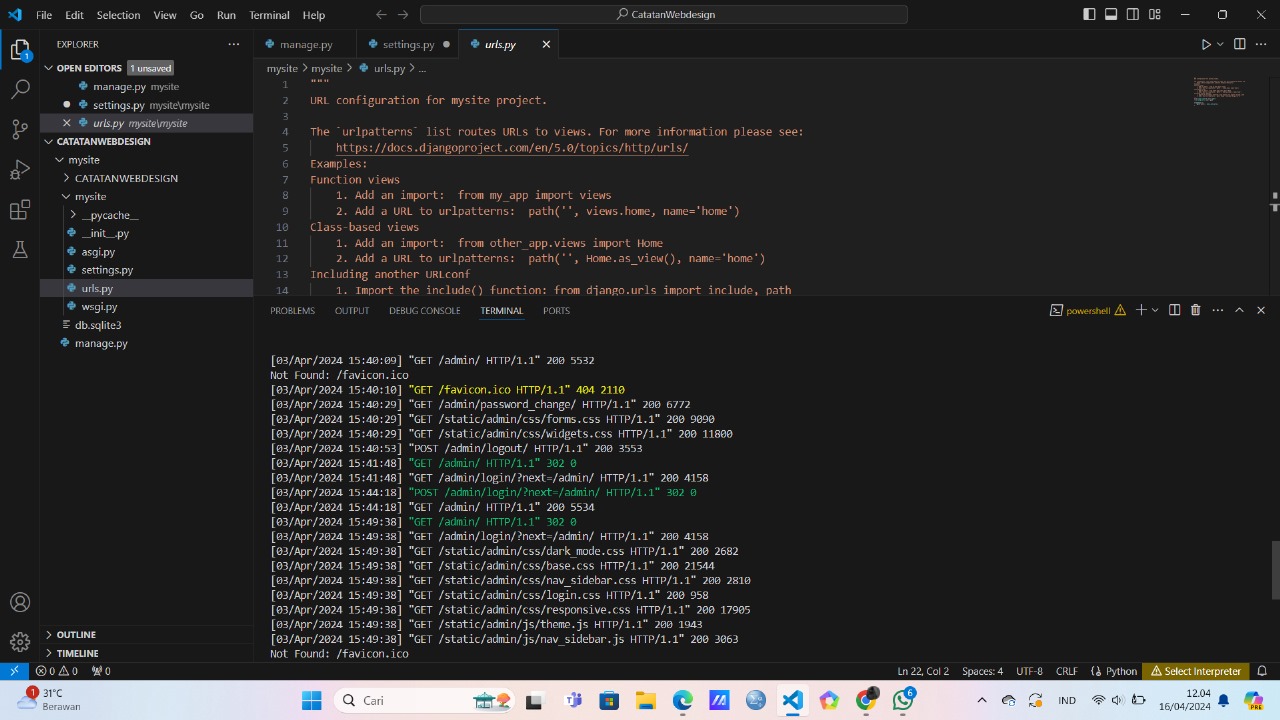 File Edit Selection View Go Run Terminal Help
CatatanWebdesign
EXPLORER
manage.py
settings.py
urls.py
OPEN EDITORS 1 unsaved
manage.py mysite
settings.py mysite\mysite
urls.py mysite\mysite
CATATANWEBDESIGN
mysite
CATATANWEBDESIGN
mysite
__pycache__
__init__.py
asgi.py
settings.py
urls.py
wsgi.py
db.sqlite3
manage.py
OUTLINE
TIMELINE
mysite > mysite > urls.py > ...
1 """
2 URL configuration for mysite project.
3
4 The `urlpatterns` list routes URLs to views. For more information please see:
5 https://docs.djangoproject.com/en/5.0/topics/http/urls/
6 Examples:
7 Function views
8 1. Add an import:  from my_app import views
9 2. Add a URL to urlpatterns:  path('', views.home, name='home')
10 Class-based views
11 1. Add an import:  from other_app.views import Home
12 2. Add a URL to urlpatterns:  path('', Home.as_view(), name='home')
13 Including another URLconf
14 1. Import the include() function: from django.urls import include, path
PROBLEMS OUTPUT DEBUG CONSOLE TERMINAL PORTS
powershell
[03/Apr/2024 15:40:09] "GET /admin/ HTTP/1.1" 200 5532
Not Found: /favicon.ico
[03/Apr/2024 15:40:10] "GET /favicon.ico HTTP/1.1" 404 2110
[03/Apr/2024 15:40:29] "GET /admin/password_change/ HTTP/1.1" 200 6772
[03/Apr/2024 15:40:29] "GET /static/admin/css/forms.css HTTP/1.1" 200 9090
[03/Apr/2024 15:40:29] "GET /static/admin/css/widgets.css HTTP/1.1" 200 11800
[03/Apr/2024 15:40:53] "POST /admin/logout/ HTTP/1.1" 200 3553
[03/Apr/2024 15:41:48] "GET /admin/ HTTP/1.1" 302 0
[03/Apr/2024 15:41:48] "GET /admin/login/?next=/admin/ HTTP/1.1" 200 4158
[03/Apr/2024 15:44:18] "POST /admin/login/?next=/admin/ HTTP/1.1" 302 0
[03/Apr/2024 15:44:18] "GET /admin/ HTTP/1.1" 200 5534
[03/Apr/2024 15:49:38] "GET /admin/ HTTP/1.1" 302 0
[03/Apr/2024 15:49:38] "GET /admin/login/?next=/admin/ HTTP/1.1" 200 4158
[03/Apr/2024 15:49:38] "GET /static/admin/css/dark_mode.css HTTP/1.1" 200 2682
[03/Apr/2024 15:49:38] "GET /static/admin/css/base.css HTTP/1.1" 200 21544
[03/Apr/2024 15:49:38] "GET /static/admin/css/nav_sidebar.css HTTP/1.1" 200 2810
[03/Apr/2024 15:49:38] "GET /static/admin/css/login.css HTTP/1.1" 200 958
[03/Apr/2024 15:49:38] "GET /static/admin/css/responsive.css HTTP/1.1" 200 17905
[03/Apr/2024 15:49:38] "GET /static/admin/js/theme.js HTTP/1.1" 200 1943
[03/Apr/2024 15:49:38] "GET /static/admin/js/nav_sidebar.js HTTP/1.1" 200 3063
Not Found: /favicon.ico
0 0 0
Ln 22, Col 2 Spaces: 4 UTF-8 CRLF Python Select Interpreter
1
31°C
Berawan
Cari
6
IND
12.04
16/04/2024
PRE